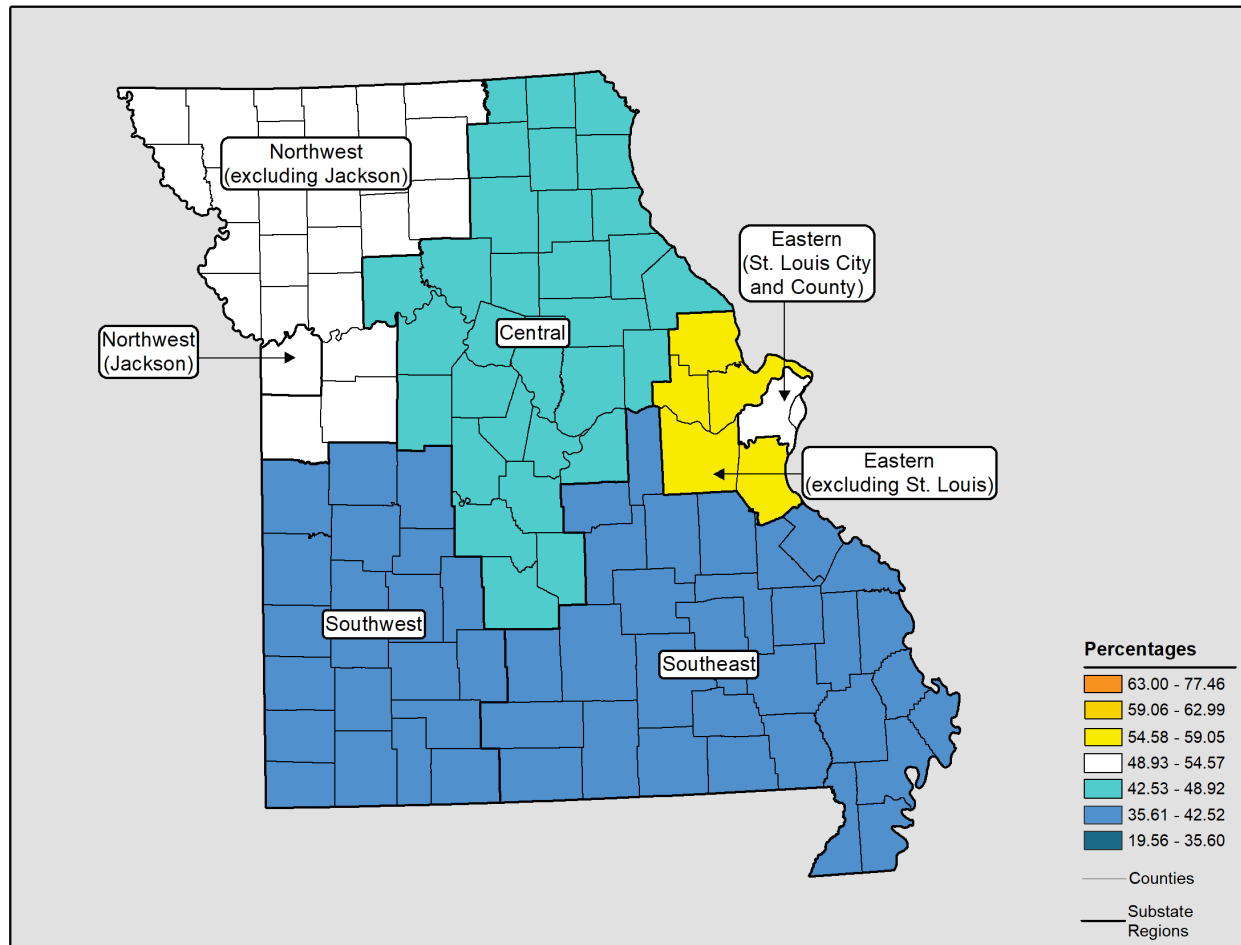 Northwest
(excluding Jackson)
Eastern
(St. Louis City
and County)
Central
Northwest
(Jackson)
Eastern
(excluding St. Louis)
Southwest
Southeast
Percentages
63.00 - 77.46
59.06 - 62.99
54.58 - 59.05
48.93 - 54.57
42.53 - 48.92
35.61 - 42.52
19.56 - 35.60
Counties
Substate
Regions